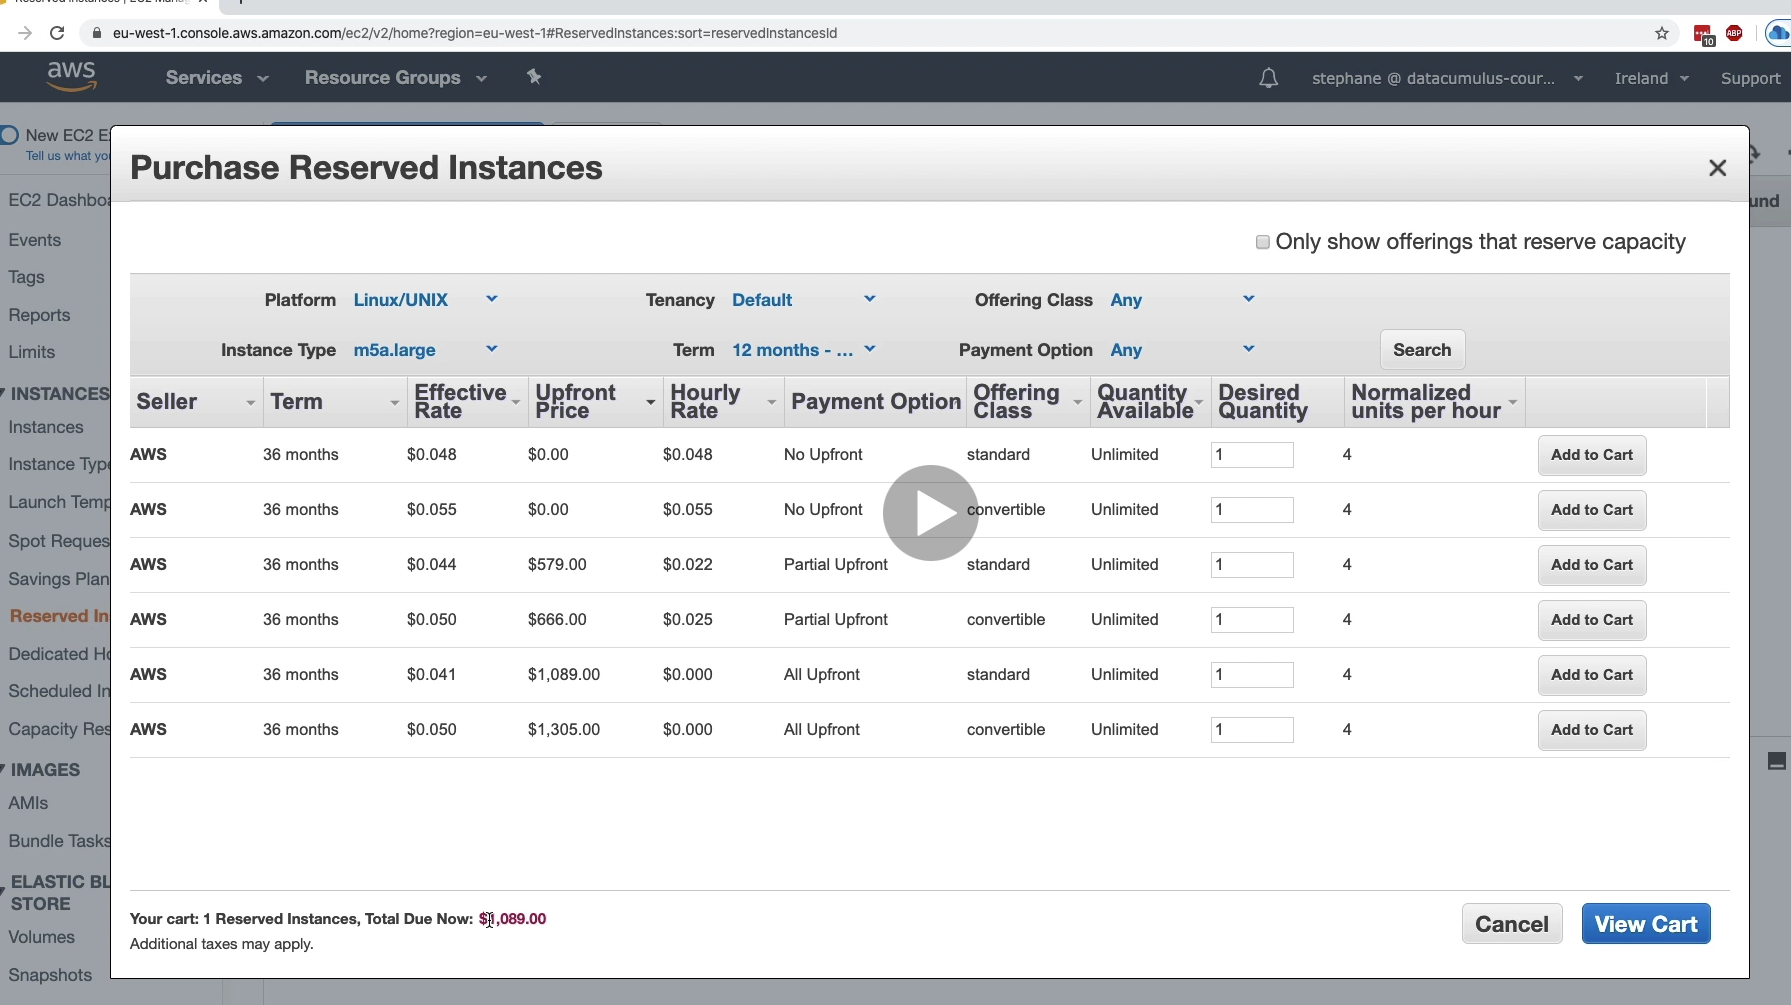 eu-west-1.console.aws.amazon.com/ec2/v2/home?region=eu-west-1#ReservedInstances:sort=reservedInstancesId
10
ABP
aws Services Resource Groups stephane @ datacumulus-cour... Ireland Support
New EC2
Tell us what
Purchase Reserved Instances
EC2
Events
Tags
Reports
Limits
INSTANCES
Instances
Instance
Launch
Spot
Savings
Reserved
Dedicated
Scheduled
Capacity
IMAGES
AMIs
Bundle Tasks
ELASTIC
STORE
Volumes
Snapshots
Only show offerings that reserve capacity
Platform Linux/UNIX Tenancy Default Offering Class Any
Instance Type m5a.large Term 12 months - ... Payment Option Any Search
Seller Term Effective Rate Upfront Price Hourly Rate Payment Option Offering Class Quantity Available Desired Quantity Normalized units per hour
AWS 36 months $0.048 $0.00 $0.048 No Upfront standard Unlimited 1 4 Add to Cart
AWS 36 months $0.055 $0.00 $0.055 No Upfront convertible Unlimited 1 4 Add to Cart
AWS 36 months $0.044 $579.00 $0.022 Partial Upfront standard Unlimited 1 4 Add to Cart
AWS 36 months $0.050 $666.00 $0.025 Partial Upfront convertible Unlimited 1 4 Add to Cart
AWS 36 months $0.041 $1,089.00 $0.000 All Upfront standard Unlimited 1 4 Add to Cart
AWS 36 months $0.050 $1,305.00 $0.000 All Upfront convertible Unlimited 1 4 Add to Cart
Your cart: 1 Reserved Instances, Total Due Now: $1,089.00
Additional taxes may apply.
Cancel View Cart